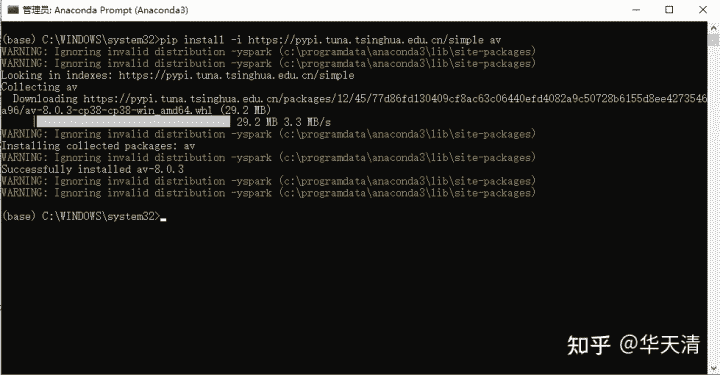 管理员: Anaconda Prompt (Anaconda3)
(base) C:\WINDOWS\system32>pip install -i https://pypi.tuna.tsinghua.edu.cn/simple av
WARNING: Ignoring invalid distribution -yspark (c:\programdata\anaconda3\lib\site-packages)
WARNING: Ignoring invalid distribution -yspark (c:\programdata\anaconda3\lib\site-packages)
Looking in indexes: https://pypi.tuna.tsinghua.edu.cn/simple
Collecting av
Downloading https://pypi.tuna.tsinghua.edu.cn/packages/12/45/77d86fd130409cf8ac63c06440efd4082a9c50728b6155d8ee4273546
a96/av-8.0.3-cp38-cp38-win_amd64.whl (29.2 MB)
29.2 MB 3.3 MB/s
WARNING: Ignoring invalid distribution -yspark (c:\programdata\anaconda3\lib\site-packages)
Installing collected packages: av
WARNING: Ignoring invalid distribution -yspark (c:\programdata\anaconda3\lib\site-packages)
Successfully installed av-8.0.3
WARNING: Ignoring invalid distribution -yspark (c:\programdata\anaconda3\lib\site-packages)
WARNING: Ignoring invalid distribution -yspark (c:\programdata\anaconda3\lib\site-packages)
(base) C:\WINDOWS\system32>
知乎 @华天清